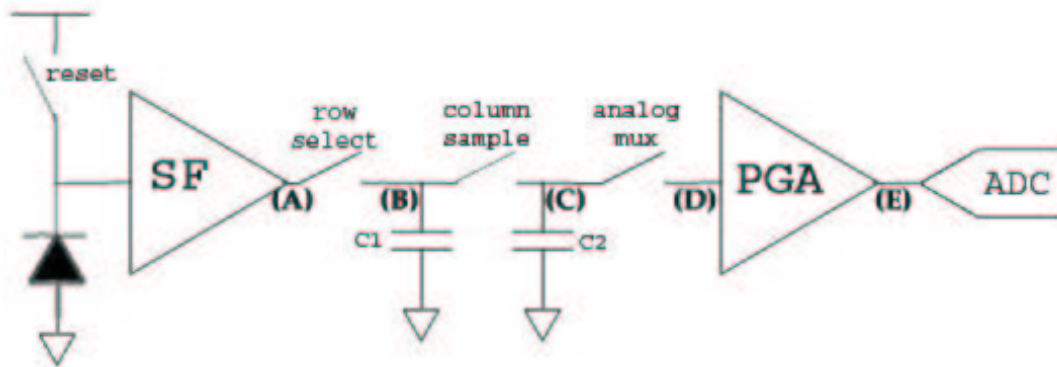 reset
SF
row
select
(A)
(B)
C1
column
sample
(C)
C2
analog
mux
(D)
PGA
(E)
ADC